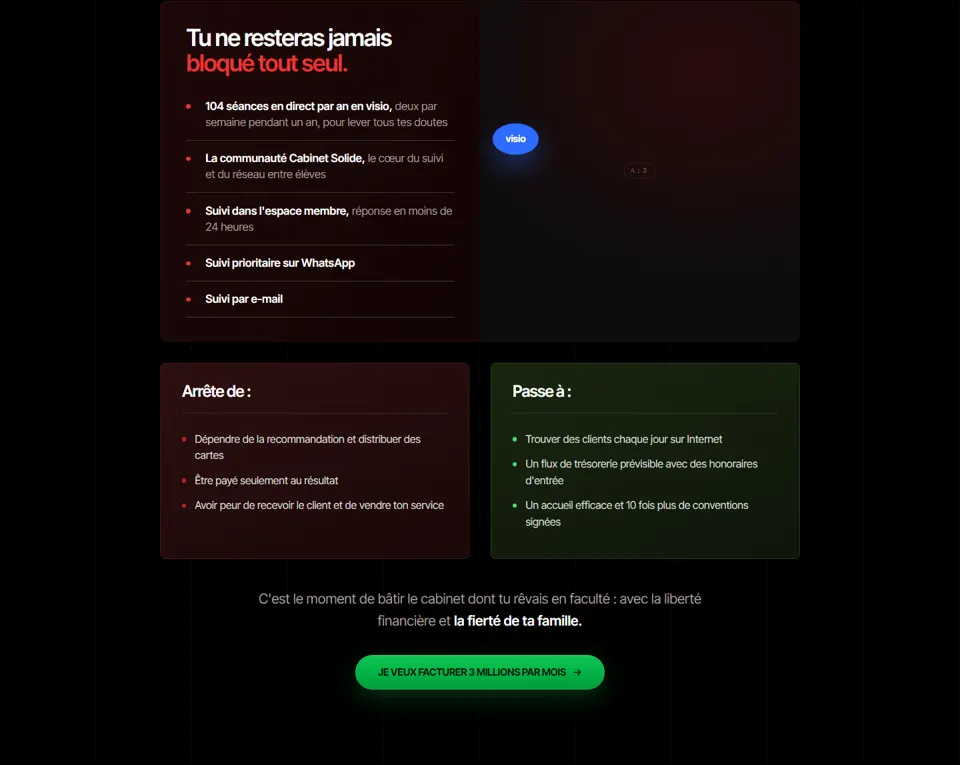 Tu ne resteras jamais
bloqué tout seul.
104 séances en direct par an en visio, deux par
semaine pendant un an, pour lever tous tes doutes
La communauté Cabinet Solide, le cœur du suivi
et du réseau entre élèves
Suivi dans l'espace membre, réponse en moins de
24 heures
Suivi prioritaire sur WhatsApp
Suivi par e-mail
visio
4:3
Arrête de :
Dépendre de la recommandation et distribuer des
cartes
Être payé seulement au résultat
Avoir peur de recevoir le client et de vendre ton service
Passe à :
Trouver des clients chaque jour sur Internet
Un flux de trésorerie prévisible avec des honoraires
d'entrée
Un accueil efficace et 10 fois plus de conventions
signées
C'est le moment de bâtir le cabinet dont tu rêvais en faculté : avec la liberté
financière et la fierté de ta famille.
JE VEUX FACTURER 3 MILLIONS PAR MOIS →